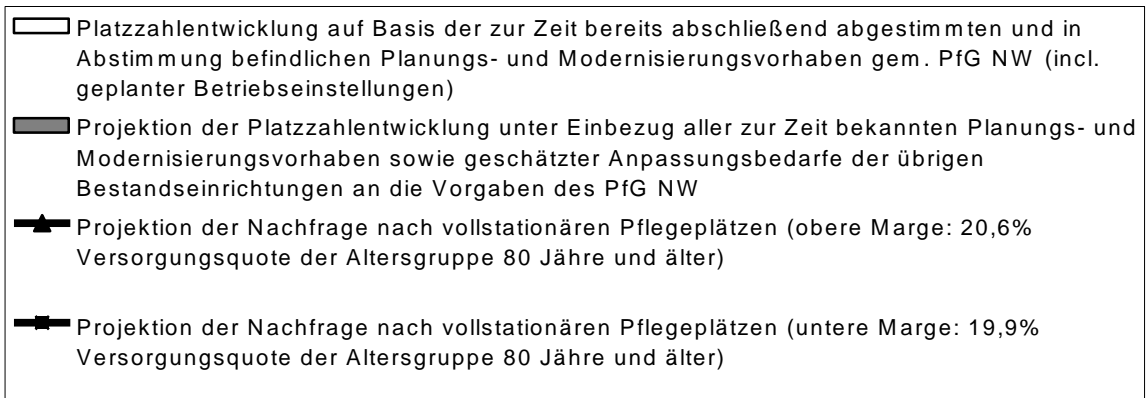 Platzzahlentwicklung auf Basis der zur Zeit bereits abschließend abgestimmten und in
Abstimmung befindlichen Planungs- und Modernisierungsvorhaben gem. PfG NW (incl.
geplanter Betriebseinstellungen)
Projektion der Platzzahlentwicklung unter Einbezug aller zur Zeit bekannten Planungs- und
Modernisierungsvorhaben sowie geschätzter Anpassungsbedarfe der übrigen
Bestandseinrichtungen an die Vorgaben des PfG NW
Projektion der Nachfrage nach vollstationären Pflegeplätzen (obere Marge: 20,6%
Versorgungsquote der Altersgruppe 80 Jähre und älter)
Projektion der Nachfrage nach vollstationären Pflegeplätzen (untere Marge: 19,9%
Versorgungsquote der Altersgruppe 80 Jähre und älter)